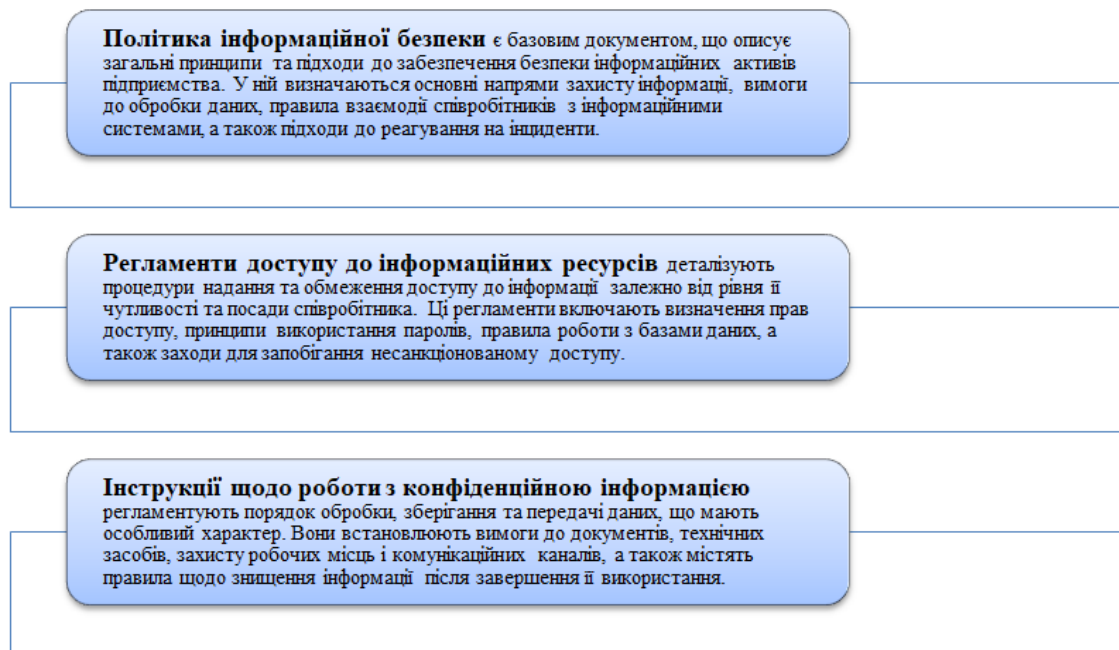 Політика інформаційної безпеки є базовим документом, що описує
загальні принципи та підходи до забезпечення безпеки інформаційних активів
підприємства. У ній визначаються основні напрями захисту інформації, вимоги
до обробки даних, правила взаємодії співробітників з інформаційними
системами, а також підходи до реагування на інциденти.
Регламенти доступу до інформаційних ресурсів деталізують
процедури надання та обмеження доступу до інформації залежно від рівня її
чутливості та посади співробітника. Ці регламенти включають визначення прав
доступу, принципи використання паролів, правила роботи з базами даних, а
також заходи для запобігання несанкціонованому доступу.
Інструкції щодо роботи з конфіденційною інформацією
регламентують порядок обробки, зберігання та передачі даних, що мають
особливий характер. Вони встановлюють вимоги до документів, технічних
засобів, захисту робочих місць і комунікаційних каналів, а також містять
правила щодо знищення інформації після завершення її використання.